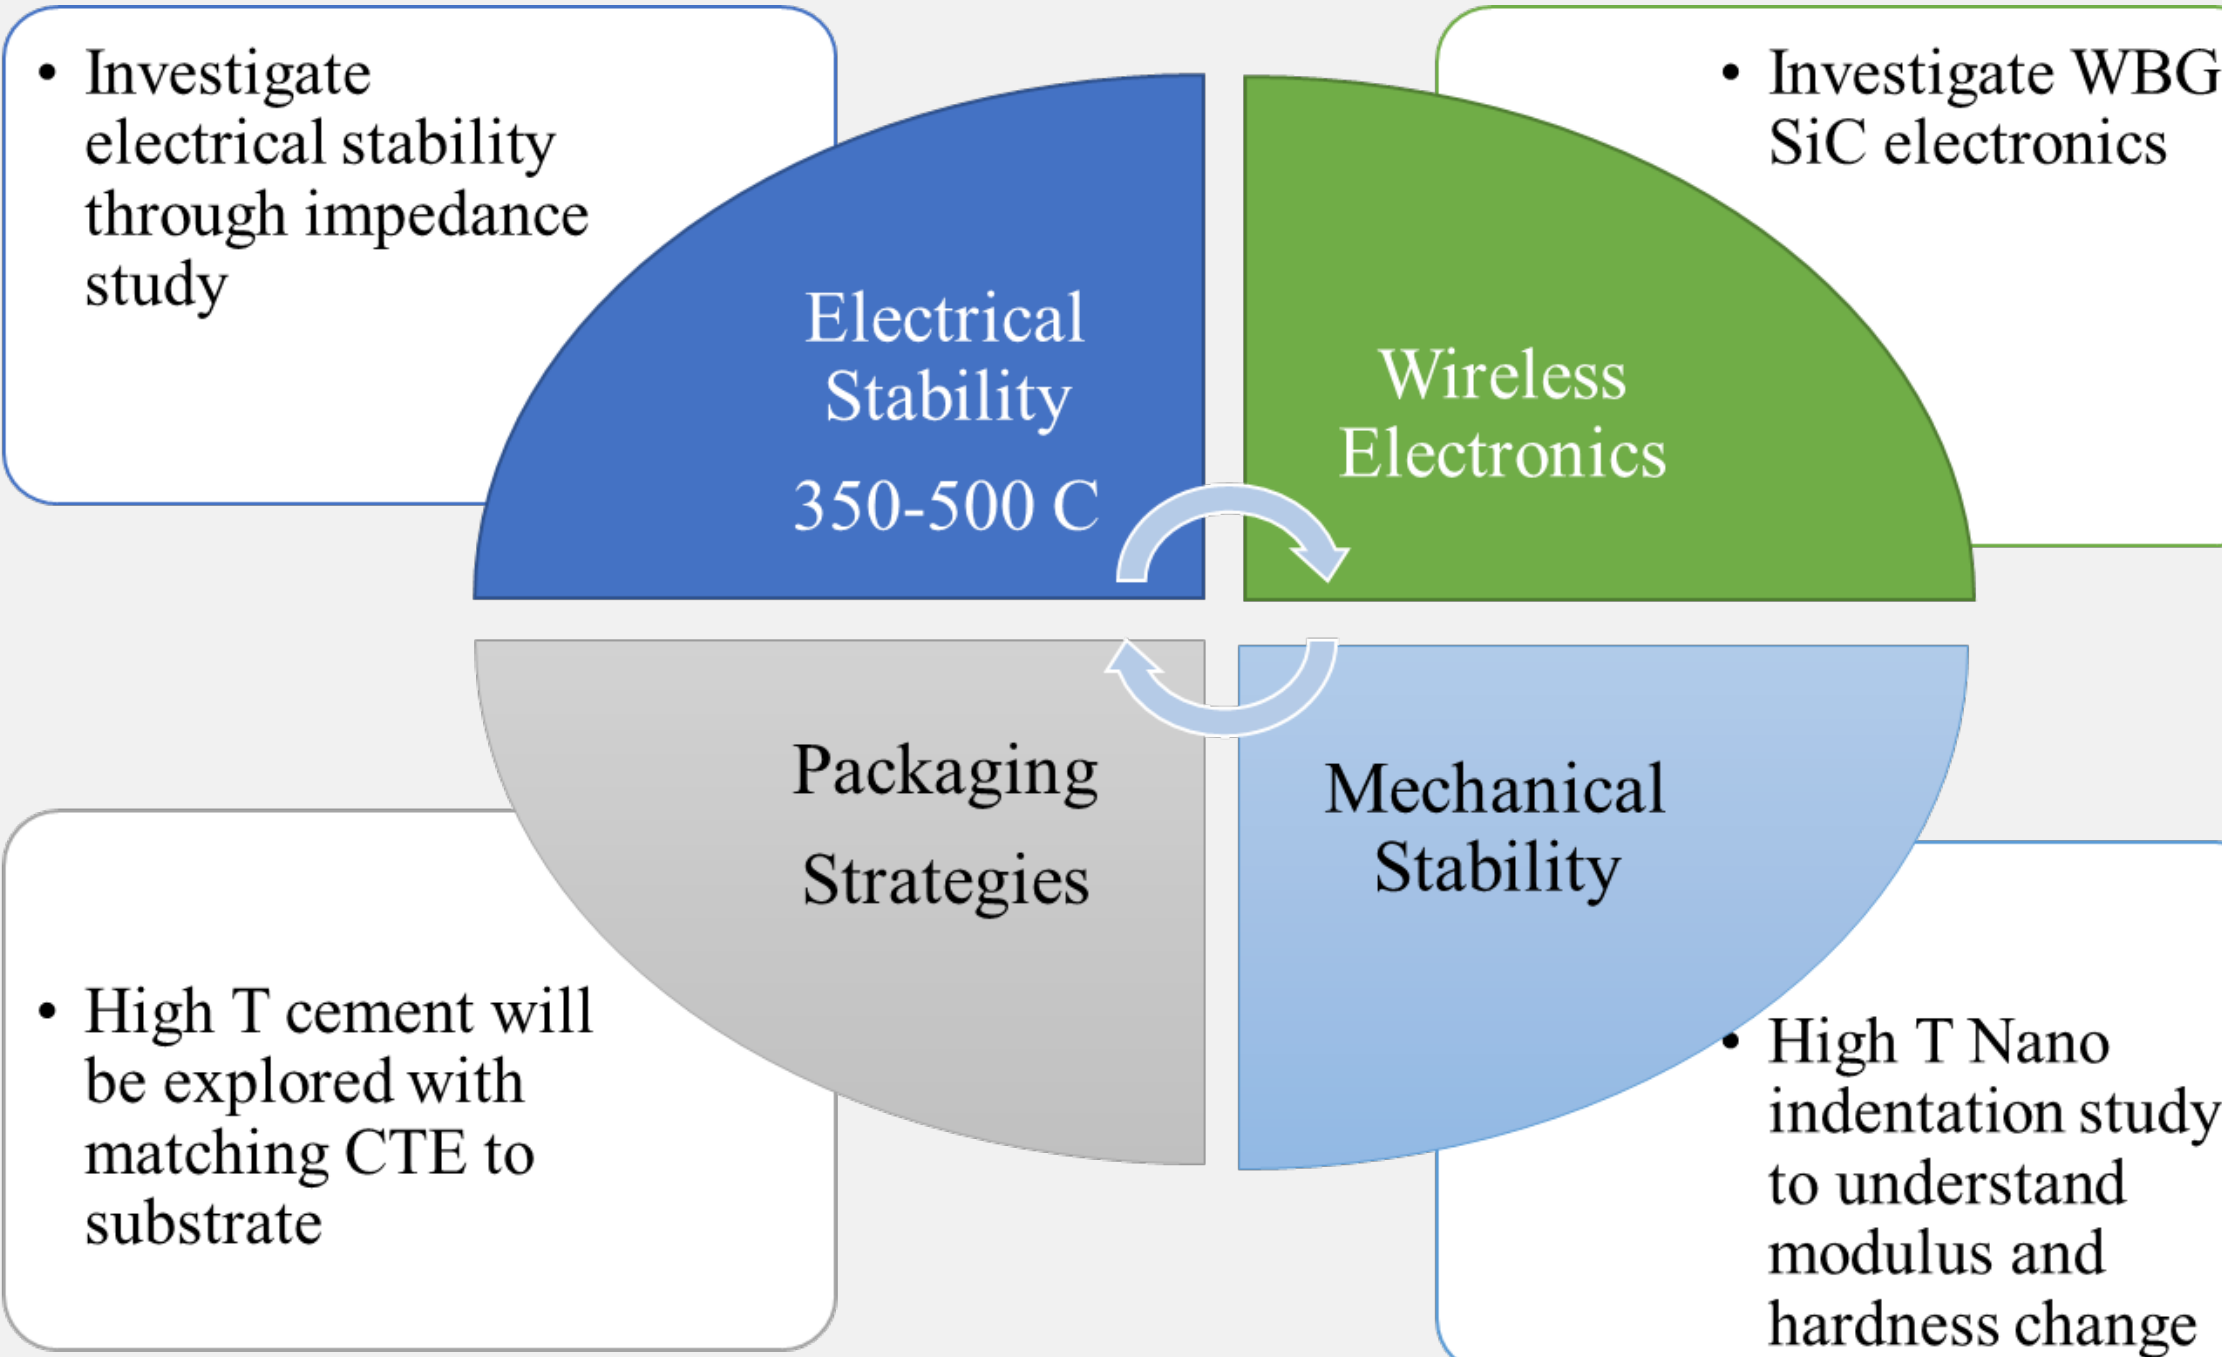 • Investigate
electrical stability
through impedance
study
Electrical
Stability
350-500 C
• Investigate WBG
SiC electronics
Wireless
Electronics
Packaging
Strategies
• High T cement will
be explored with
matching CTE to
substrate
Mechanical
Stability
• High T Nano
indentation study
to understand
modulus and
hardness change